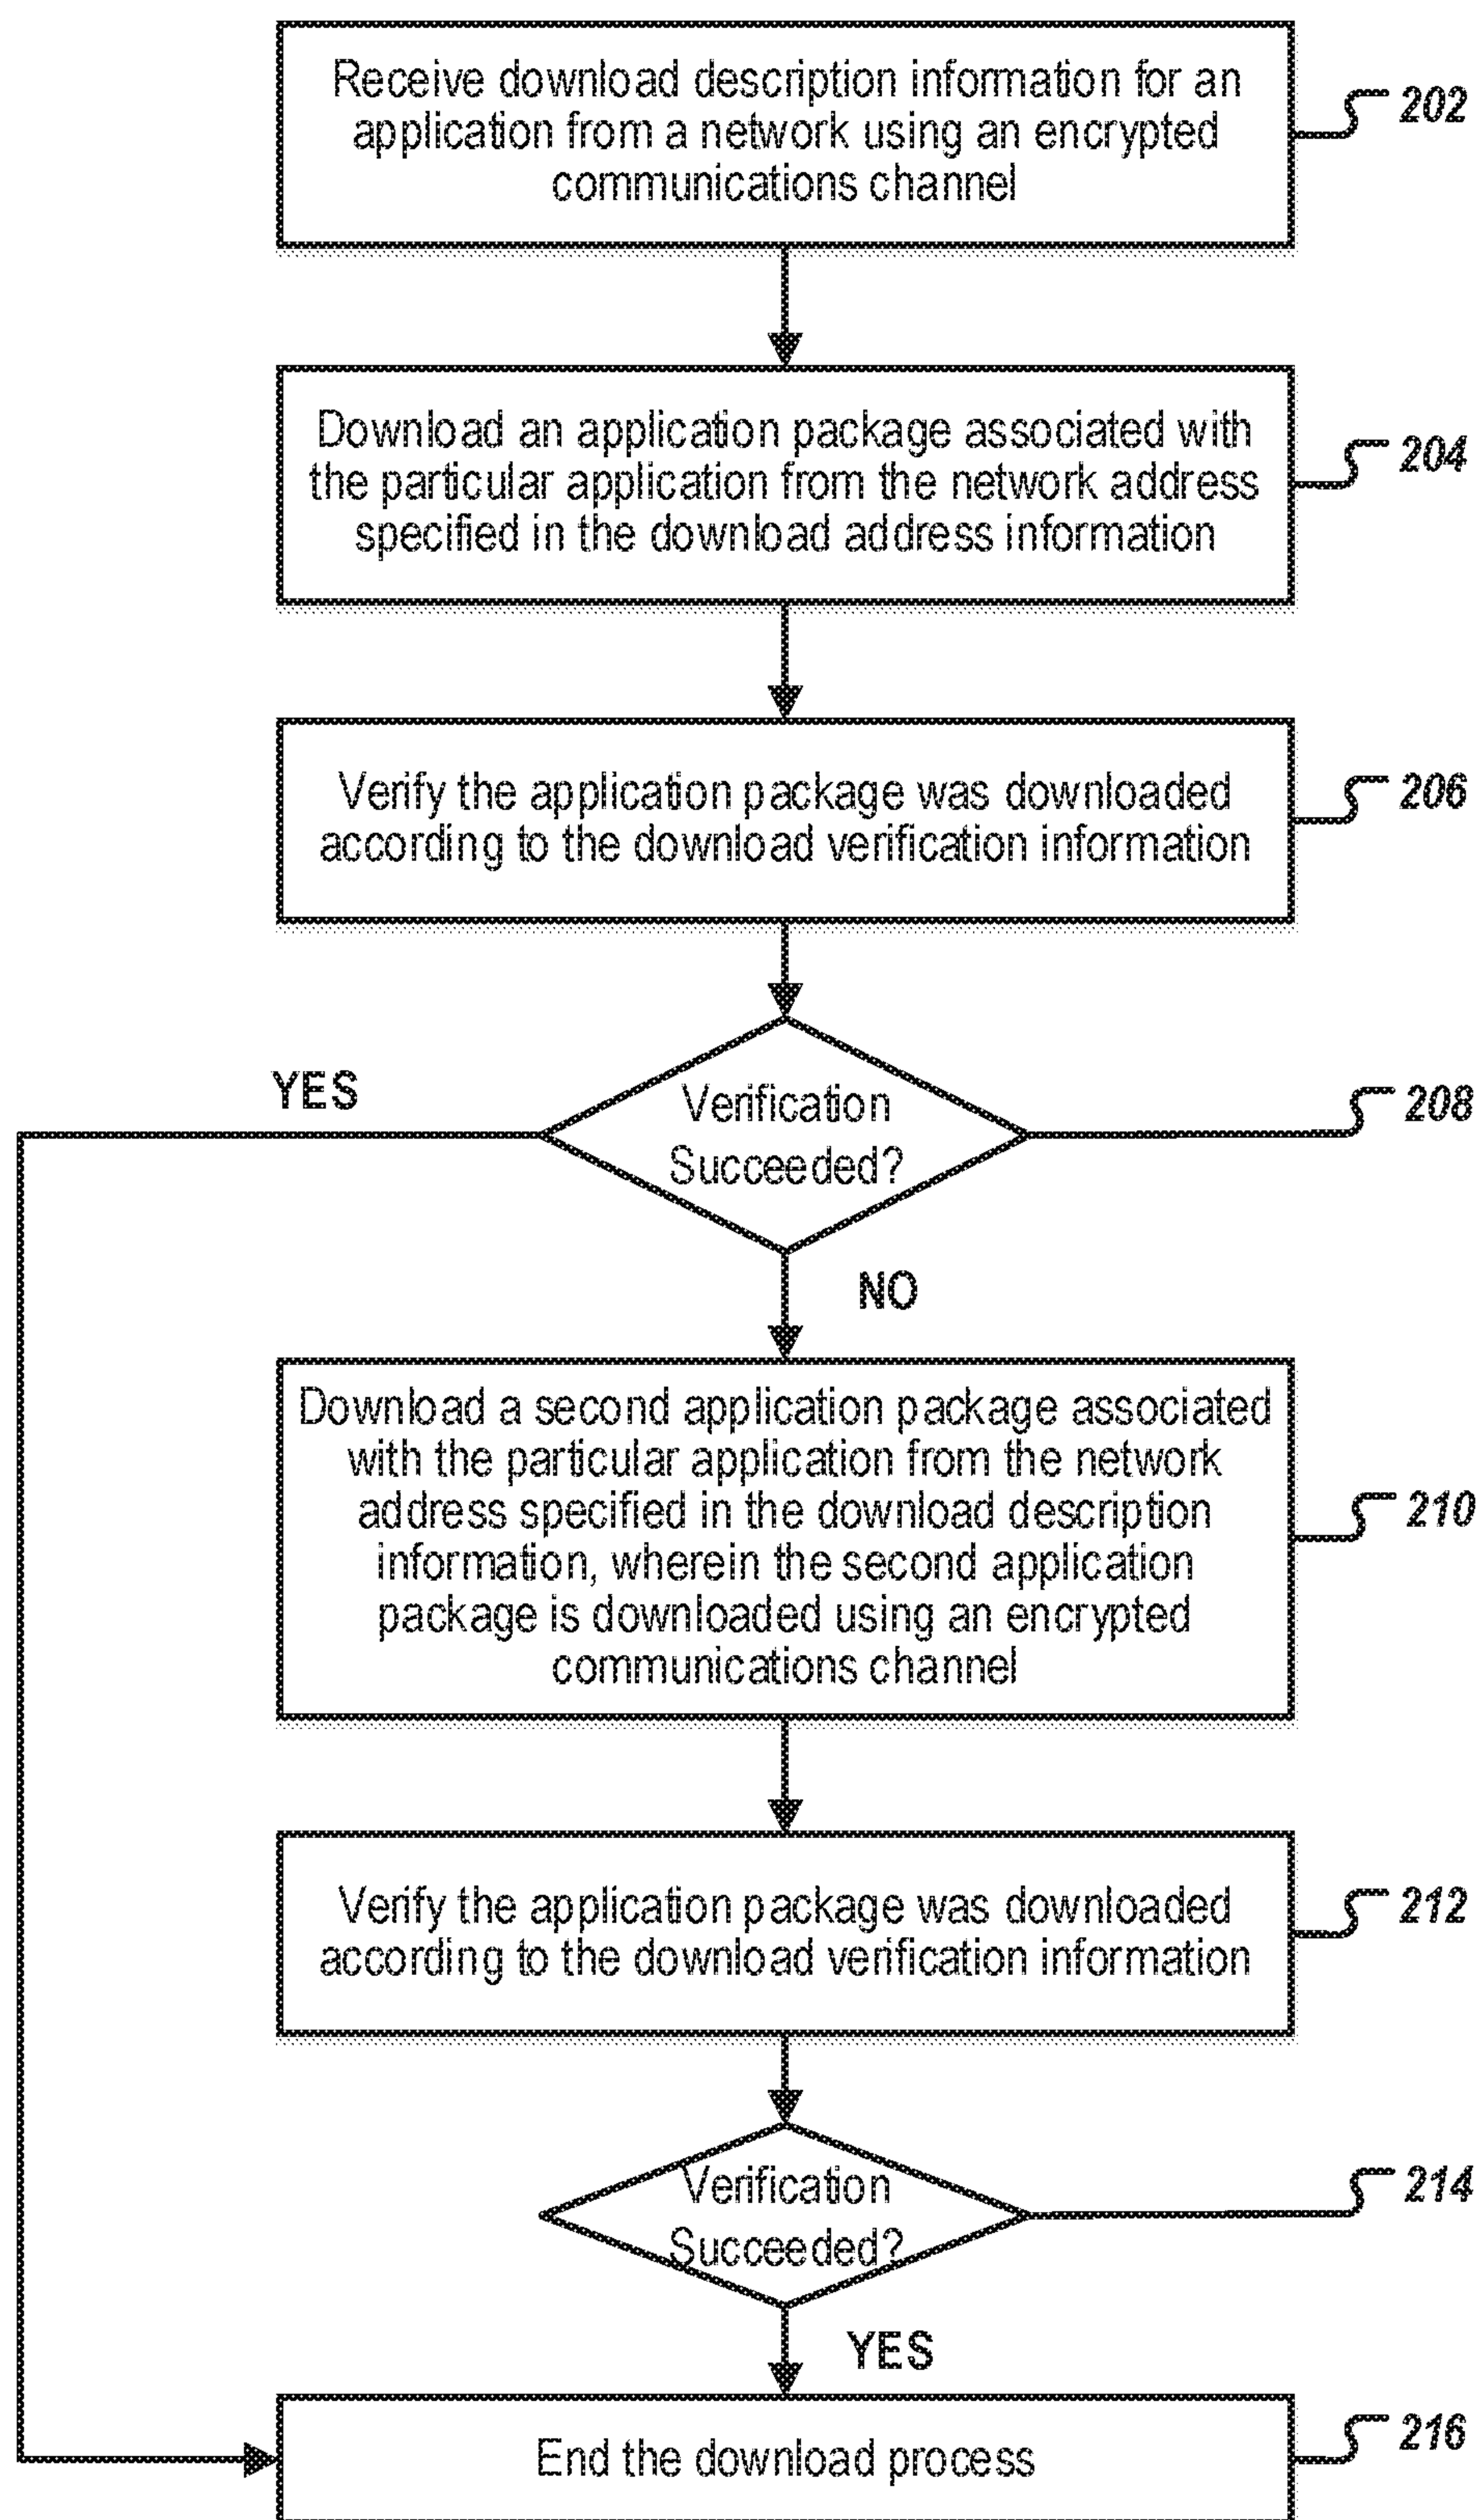 Receive download description information for an
application from a network using an encrypted
communications channel
202
Download an application package associated with
the particular application from the network address
specified in the download address information
204
Verify the application package was downloaded
according to the download verification information
206
YES
Verification
Succeeded?
208
NO
Download a second application package associated
with the particular application from the network
address specified in the download description
information, wherein the second application
package is downloaded using an encrypted
communications channel
210
Verify the application package was downloaded
according to the download verification information
212
Verification
Succeeded?
214
YES
End the download process
216